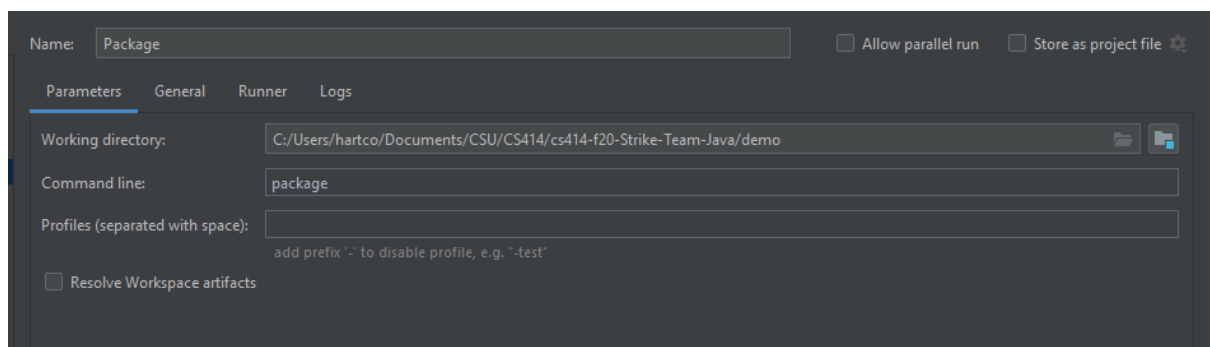 Name: Package Allow parallel run Store as project file
Parameters General Runner Logs
Working directory: C:/Users/hartco/Documents/CSU/CS414/cs414-f20-Strike-Team-Java/demo
Command line: package
Profiles (separated with space):
add prefix '-' to disable profile, e.g. "-test"
Resolve Workspace artifacts